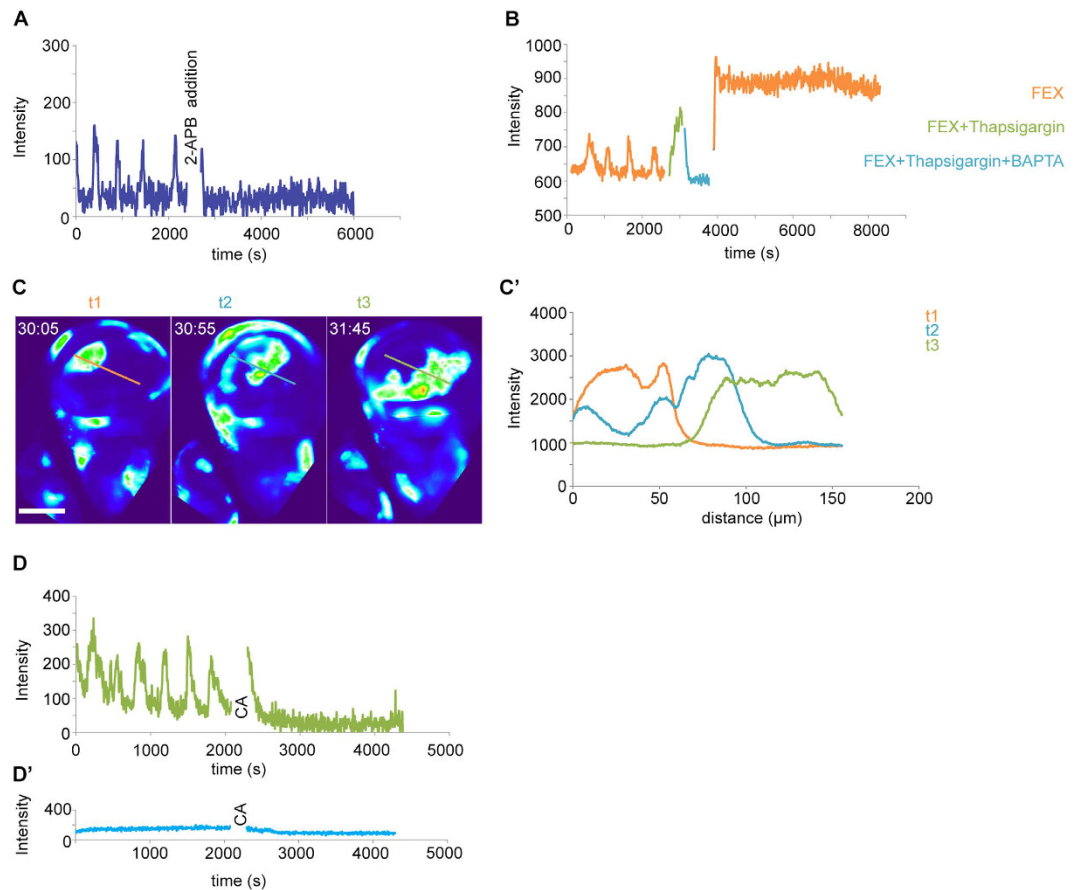 A
300
200
100
0
Intensity
2-APB addition
0 2000 4000 6000
time (s)
B
1000
900
800
700
600
500
Intensity
0 2000 4000 6000 8000
time (s)
FEX
FEX+Thapsigargin
FEX+Thapsigargin+BAPTA
C
t1 t2 t3
30:05 30:55 31:45
C'
4000
3000
2000
1000
0
Intensity
0 50 100 150 200
distance (µm)
t1
t2
t3
D
400
300
200
100
0
Intensity
CA
0 1000 2000 3000 4000 5000
time (s)
D'
400
0
Intensity
CA
1000 2000 3000 4000 5000
time (s)